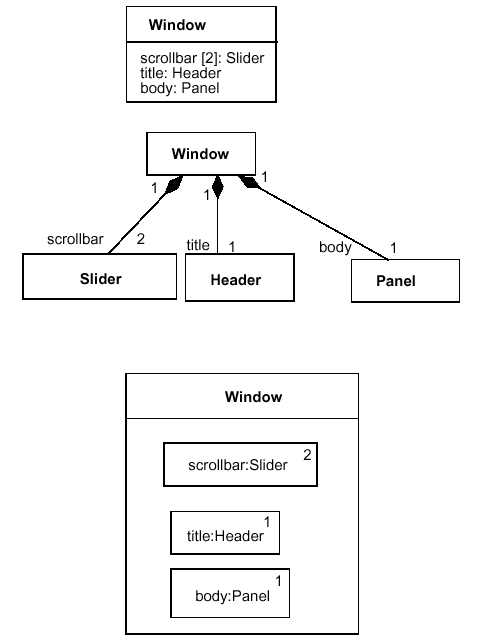 Window
scrollbar [2]: Slider
title: Header
body: Panel
Window
1
1
1
scrollbar
2
title
1
body
1
Slider
Header
Panel
Window
scrollbar:Slider
2
title:Header
1
body:Panel
1